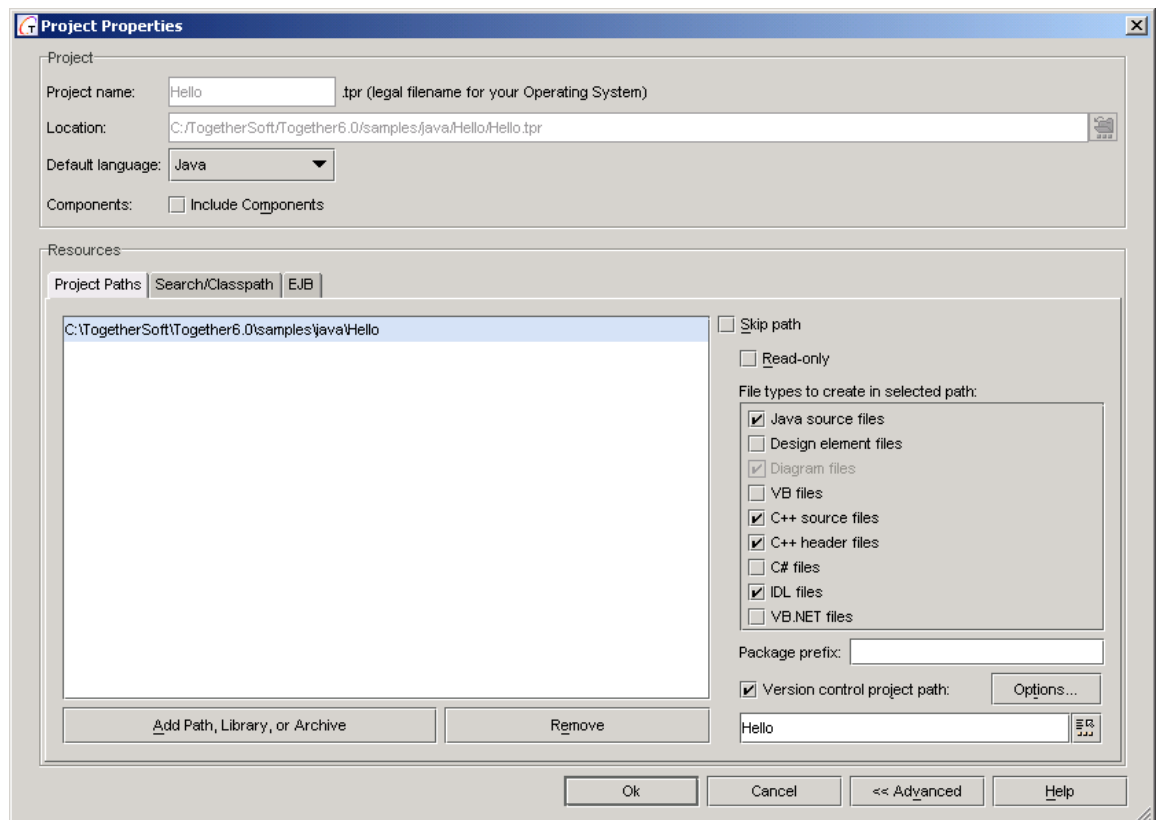 Project Properties
Project
Project name: Hello .tpr (legal filename for your Operating System)
Location: C:/TogetherSoft/Together6.0/samples/java/Hello/Hello.tpr
Default language: Java
Components: Include Components
Resources
Project Paths Search/Classpath EJB
C:\TogetherSoft\Together6.0\samples\java\Hello
Skip path
Read-only
File types to create in selected path:
Java source files
Design element files
Diagram files
VB files
C++ source files
C++ header files
C# files
IDL files
VB.NET files
Package prefix:
Version control project path: Options...
Add Path, Library, or Archive Remove Hello
Ok Cancel << Advanced Help